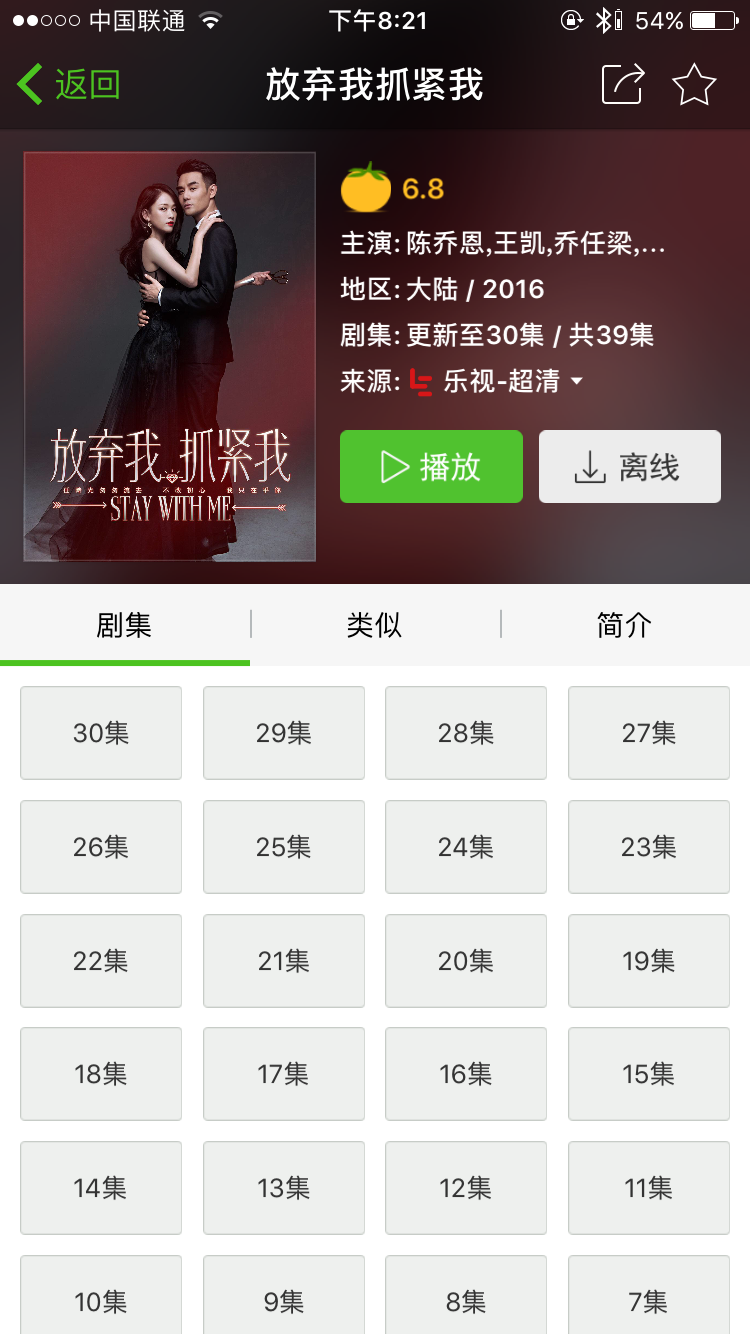 中国联通 下午8:21 54%
返回 放弃我抓紧我
6.8
主演: 陈乔恩,王凯,乔任梁,...
地区: 大陆 / 2016
剧集: 更新至30集 / 共39集
来源: 乐视-超清
播放 离线
放弃我 抓紧我
STAY WITH ME
剧集 类似 简介
30集 29集 28集 27集
26集 25集 24集 23集
22集 21集 20集 19集
18集 17集 16集 15集
14集 13集 12集 11集
10集 9集 8集 7集